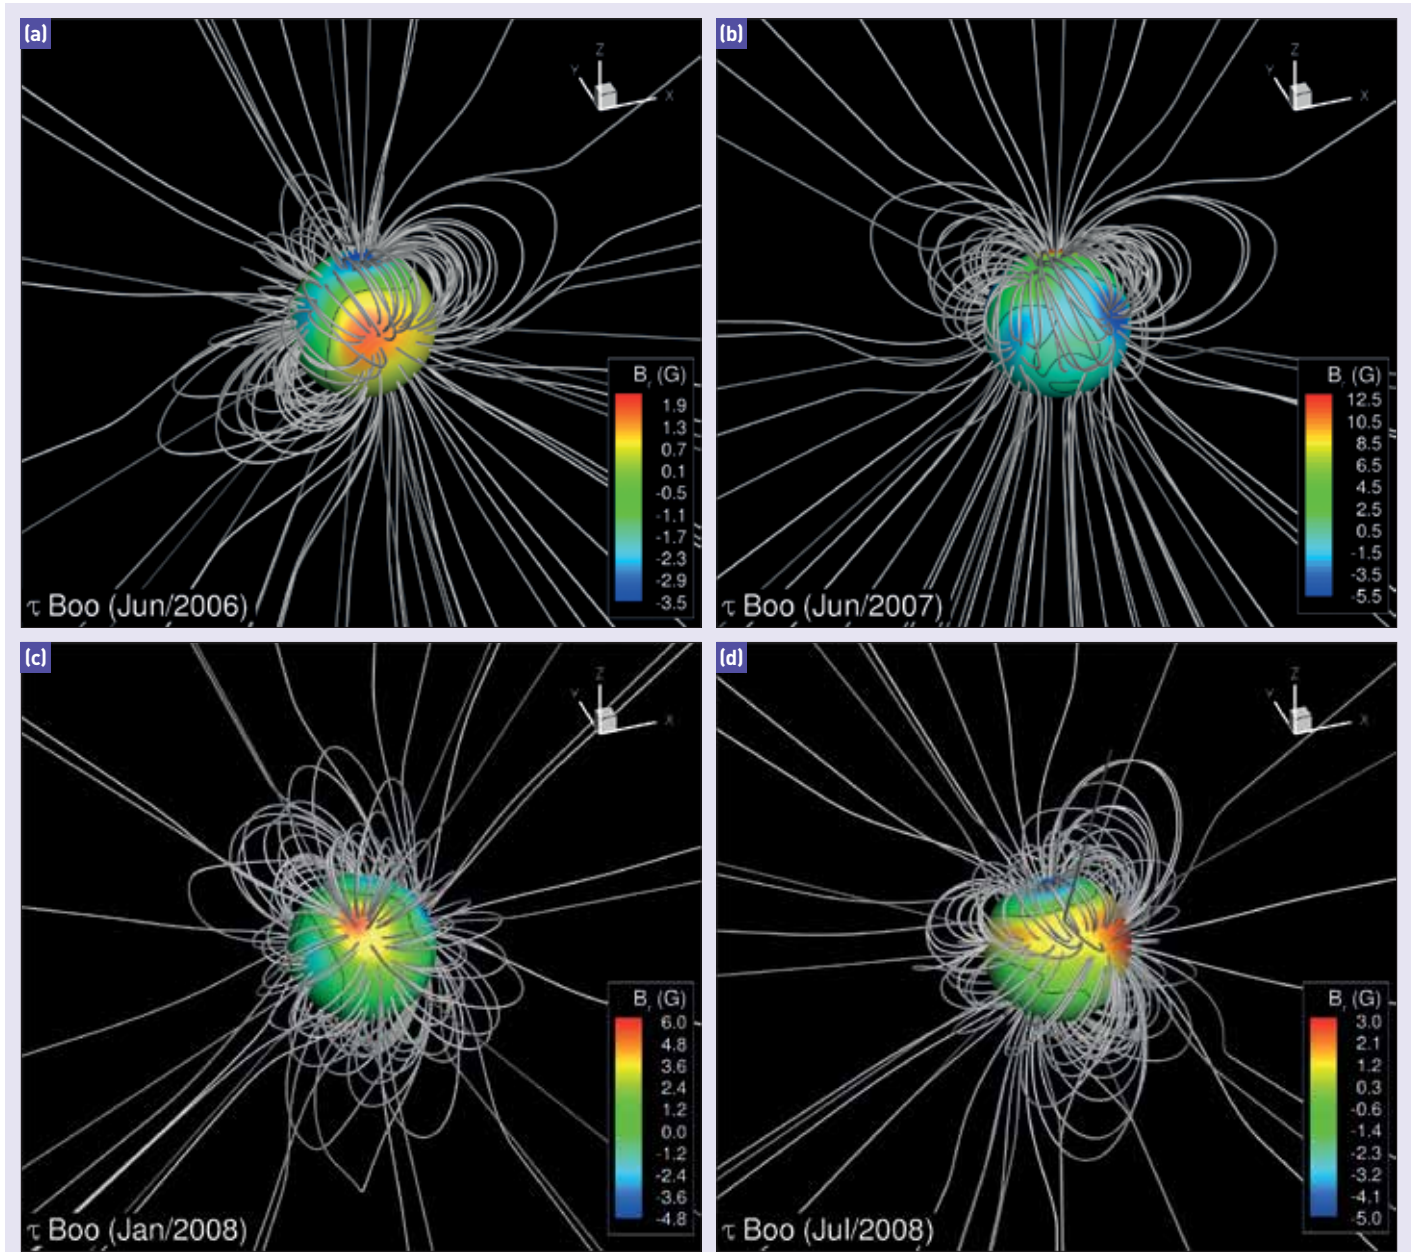 (a)
Z
Y
X
B_r (G)
1.9
1.3
0.7
0.1
-0.5
-1.1
-1.7
-2.3
-2.9
-3.5
τ Boo (Jun/2006)
(b)
Z
Y
X
B_r (G)
12.5
10.5
8.5
6.5
4.5
2.5
0.5
-1.5
-3.5
-5.5
τ Boo (Jun/2007)
(c)
Z
Y
X
B_r (G)
6.0
4.8
3.6
2.4
1.2
0.0
-1.2
-2.4
-3.6
-4.8
τ Boo (Jan/2008)
(d)
Z
Y
X
B_r (G)
3.0
2.1
1.2
0.3
-0.6
-1.4
-2.3
-3.2
-4.1
-5.0
τ Boo (Jul/2008)